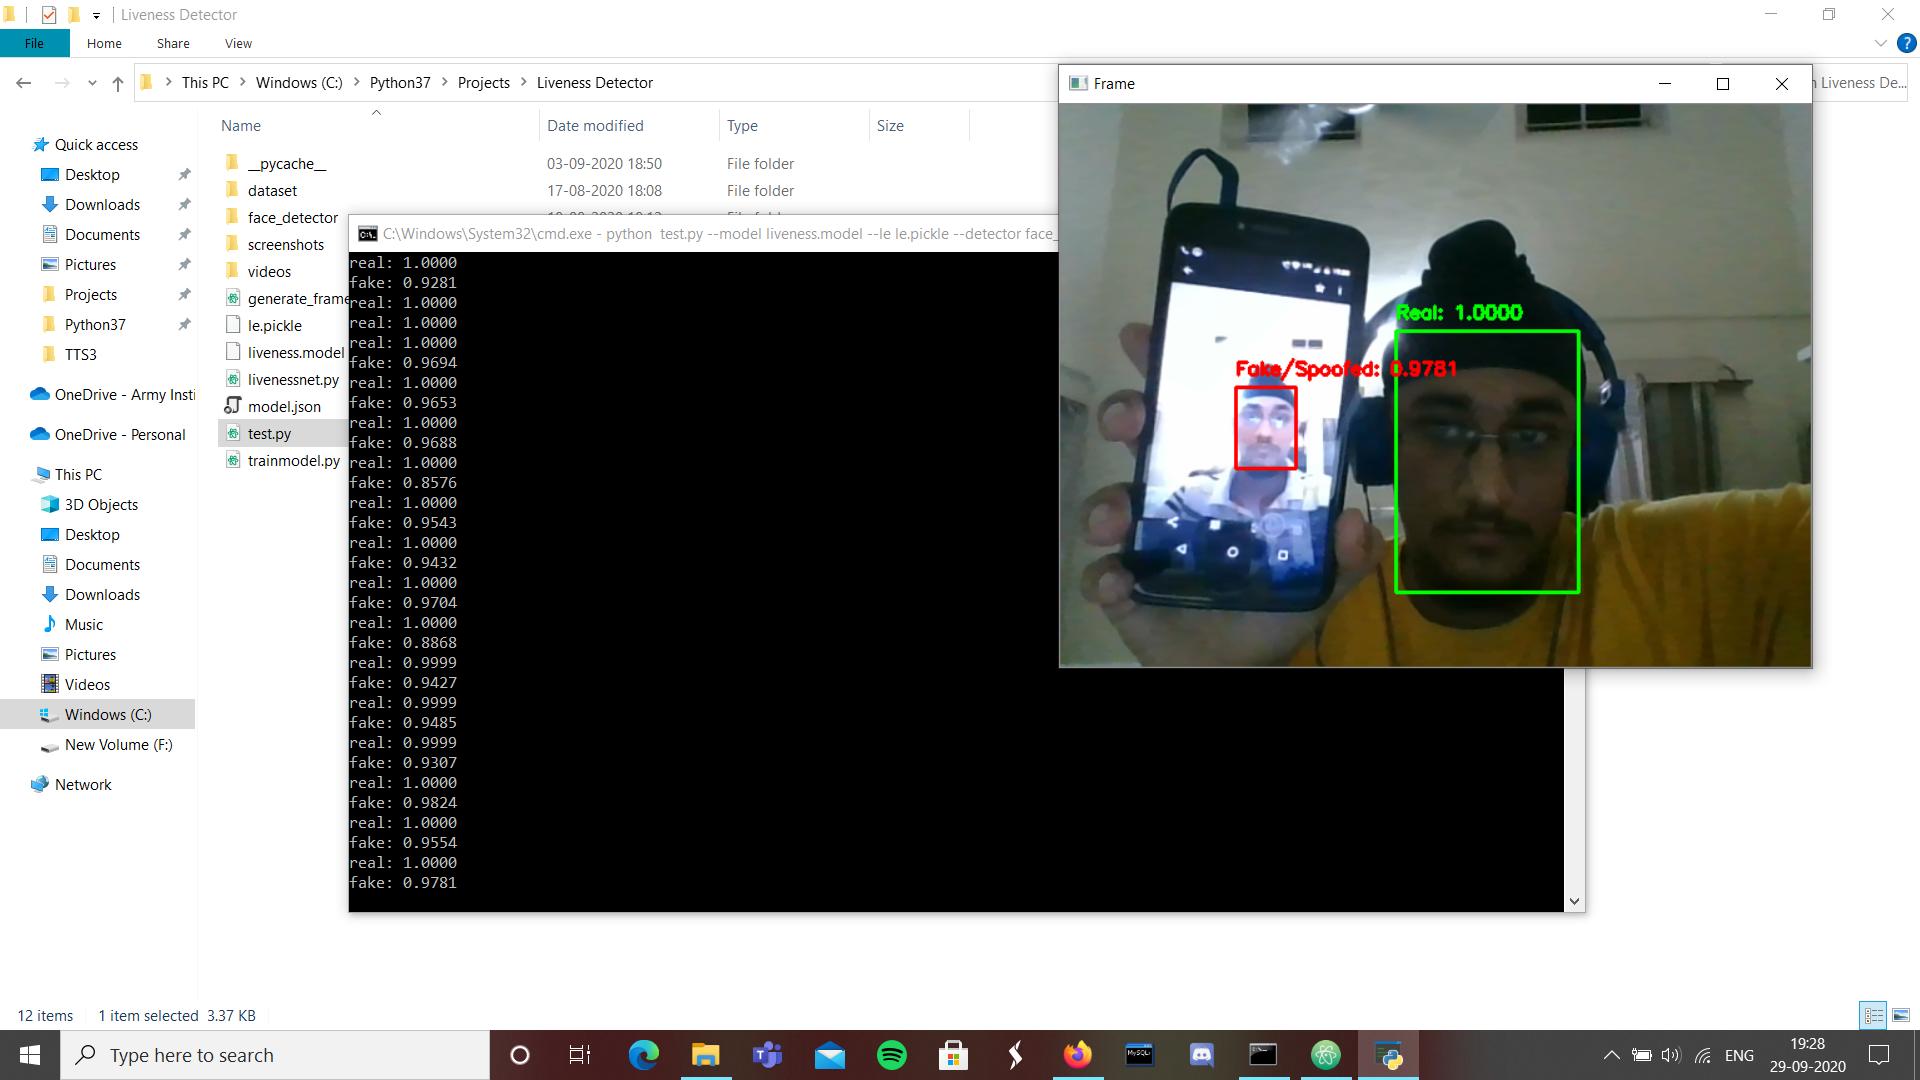 Liveness Detector
File Home Share View
This PC Windows (C:) Python37 Projects Liveness Detector
Liveness De...
Name Date modified Type Size
Quick access
Desktop
Downloads
Documents
Pictures
Projects
Python37
TTS3
OneDrive - Army Insti
OneDrive - Personal
This PC
3D Objects
Desktop
Documents
Downloads
Music
Pictures
Videos
Windows (C:)
New Volume (F:)
Network
__pycache__ 03-09-2020 18:50 File folder
dataset 17-08-2020 18:08 File folder
face_detector
screenshots
videos
generate_frame
le.pickle
liveness.model
livenessnet.py
model.json
test.py
trainmodel.py
C:\Windows\System32\cmd.exe - python test.py --model liveness.model --le le.pickle --detector face_
real: 1.0000
fake: 0.9281
real: 1.0000
real: 1.0000
real: 1.0000
fake: 0.9694
real: 1.0000
fake: 0.9653
real: 1.0000
fake: 0.9688
real: 1.0000
fake: 0.8576
real: 1.0000
fake: 0.9543
real: 1.0000
fake: 0.9432
real: 1.0000
fake: 0.9704
real: 1.0000
fake: 0.8868
real: 0.9999
fake: 0.9427
real: 0.9999
fake: 0.9485
real: 0.9999
fake: 0.9307
real: 1.0000
fake: 0.9824
real: 1.0000
fake: 0.9554
real: 1.0000
fake: 0.9781
Frame
Real: 1.0000
Fake/Spoofed: 0.9781
12 items 1 item selected 3.37 KB
Type here to search
MySQL
ENG
19:28
29-09-2020